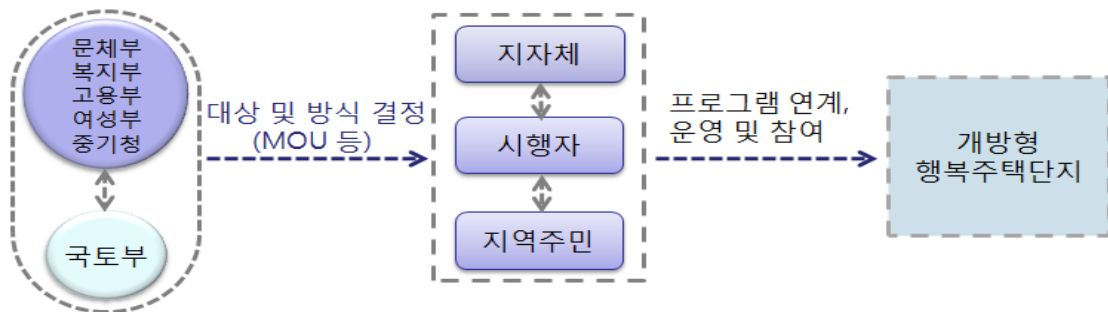 문체부
복지부
고용부
여성부
중기청
국토부
대상 및 방식 결정
(MOU 등)
지자체
시행자
지역주민
프로그램 연계,
운영 및 참여
개방형
행복주택단지